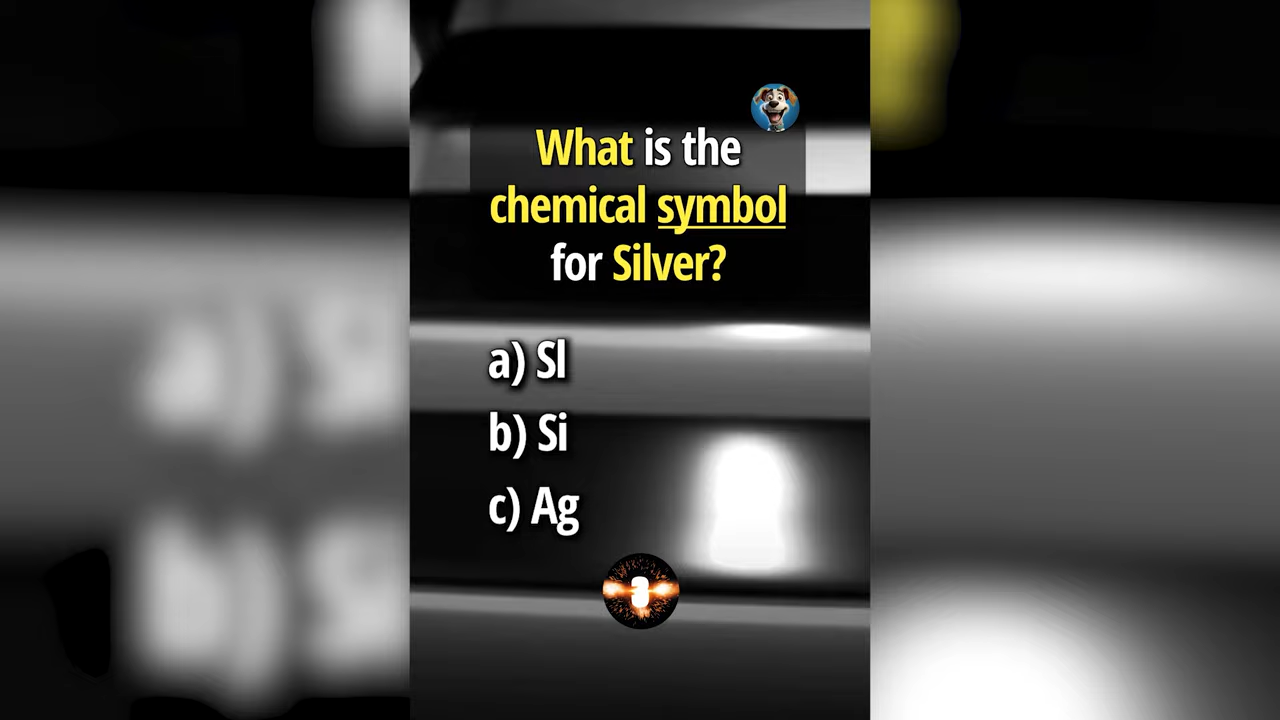 What is the
chemical symbol
for Silver?
a) Sl
b) Si
c) Ag